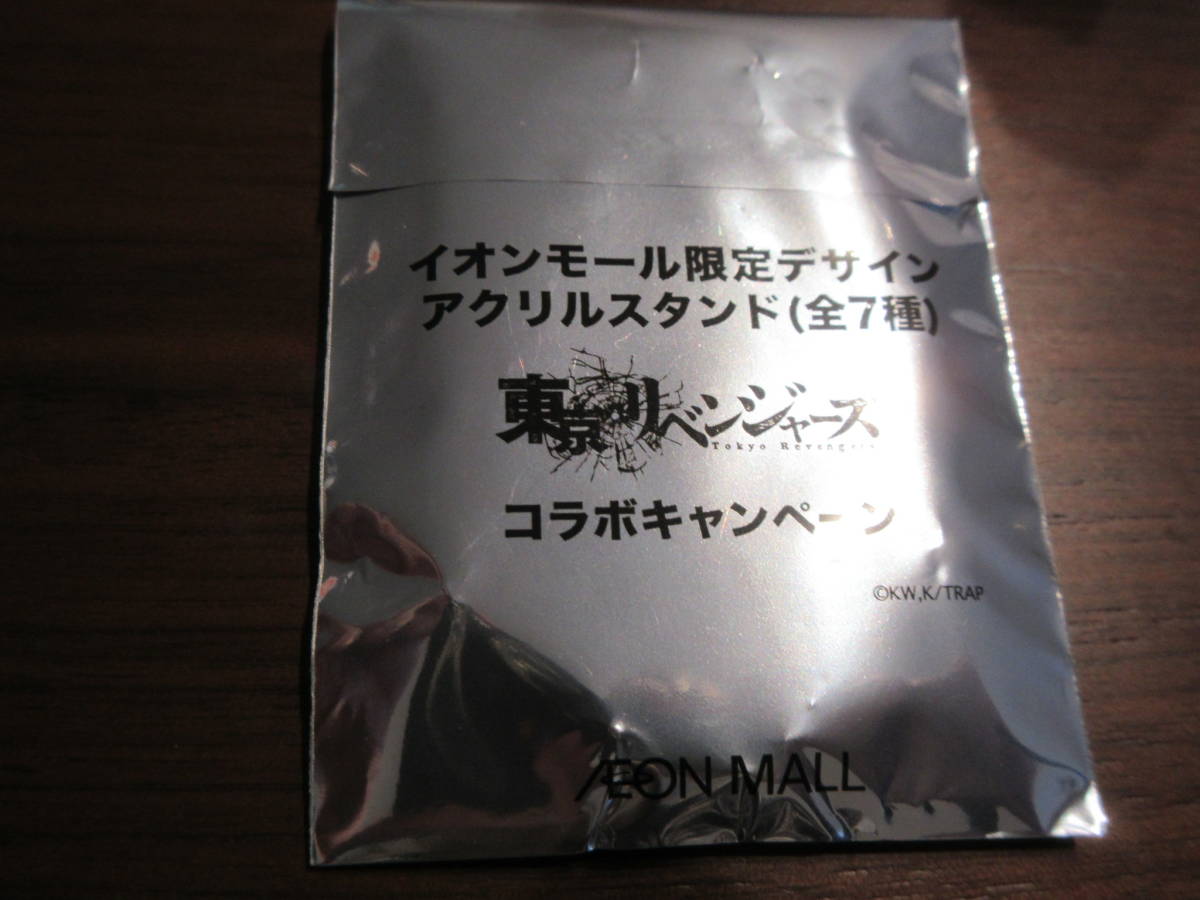 イオンモール限定デザイン
アクリルスタンド(全7種)
東京リベンジャーズ
Tokyo Revengers
コラボキャンペーン
©KW,K/TRAP
ÆON MALL